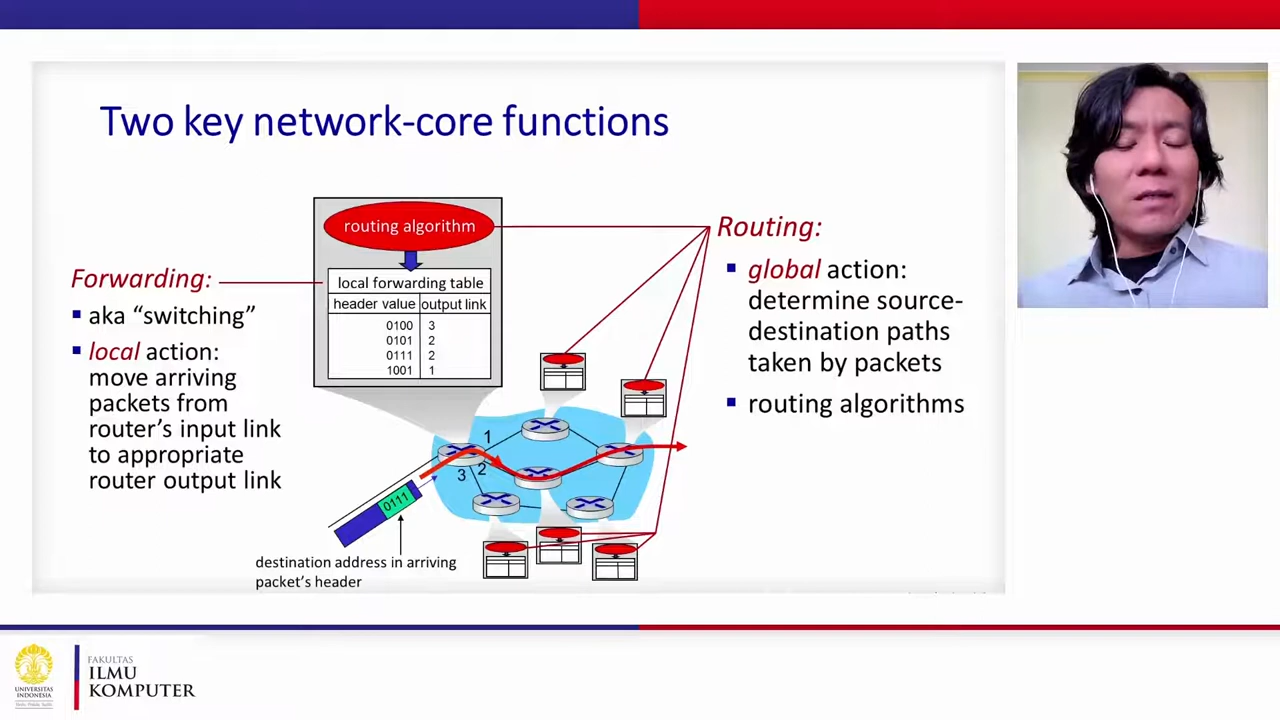 Two key network-core functions
routing algorithm
local forwarding table
header value output link
0100 3
0101 2
0111 2
1001 1
Forwarding:
aka “switching”
local action:
move arriving
packets from
router’s input link
to appropriate
router output link
Routing:
global action:
determine source-
destination paths
taken by packets
routing algorithms
1
2
3
0111
destination address in arriving
packet’s header
UNIVERSITAS
INDONESIA
FAKULTAS
ILMU
KOMPUTER